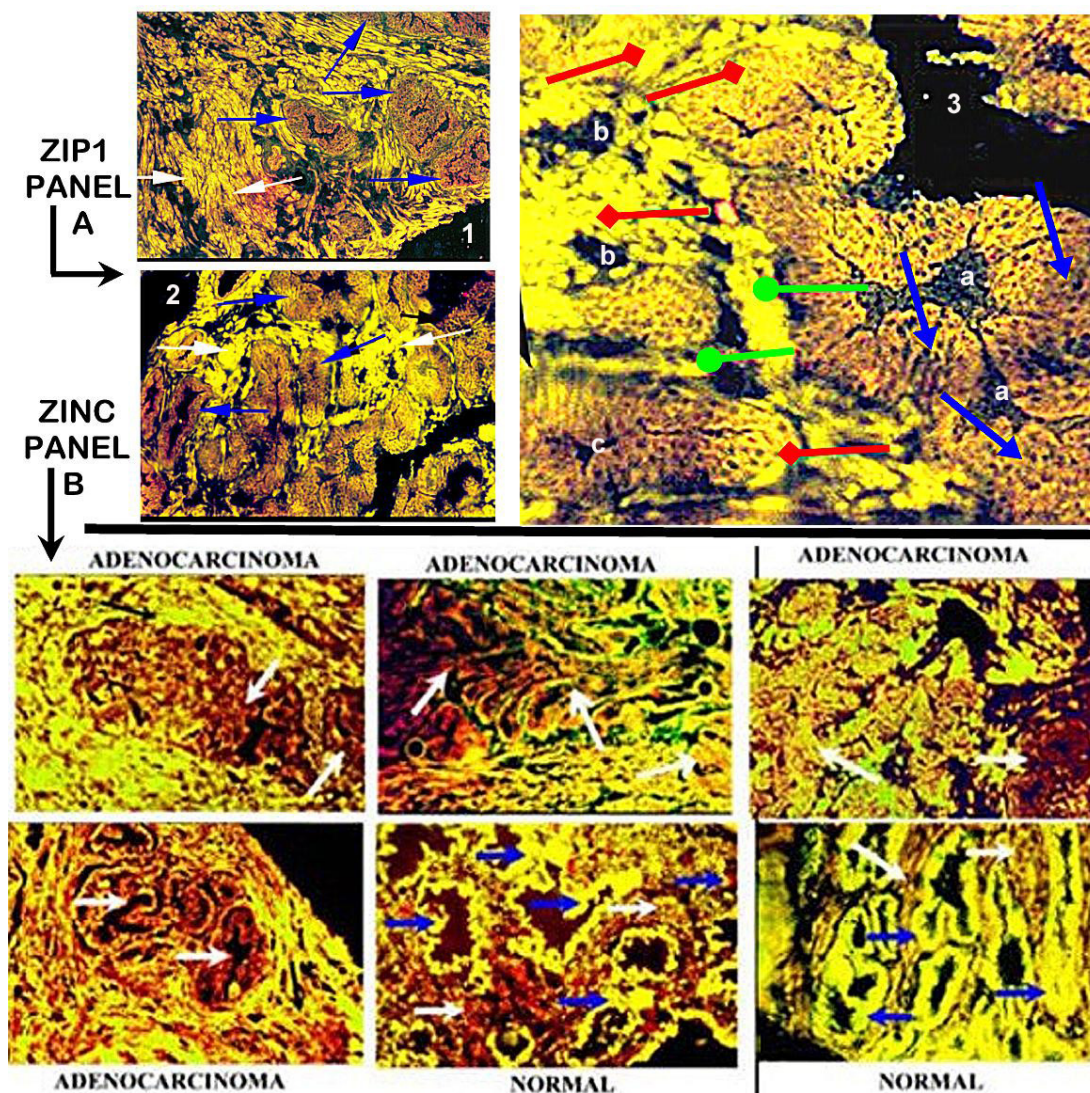 ZIP1
PANEL
A
1
2
3
b
b
a
a
c
ZINC
PANEL
B
ADENOCARCINOMA
ADENOCARCINOMA
ADENOCARCINOMA
ADENOCARCINOMA
NORMAL
NORMAL